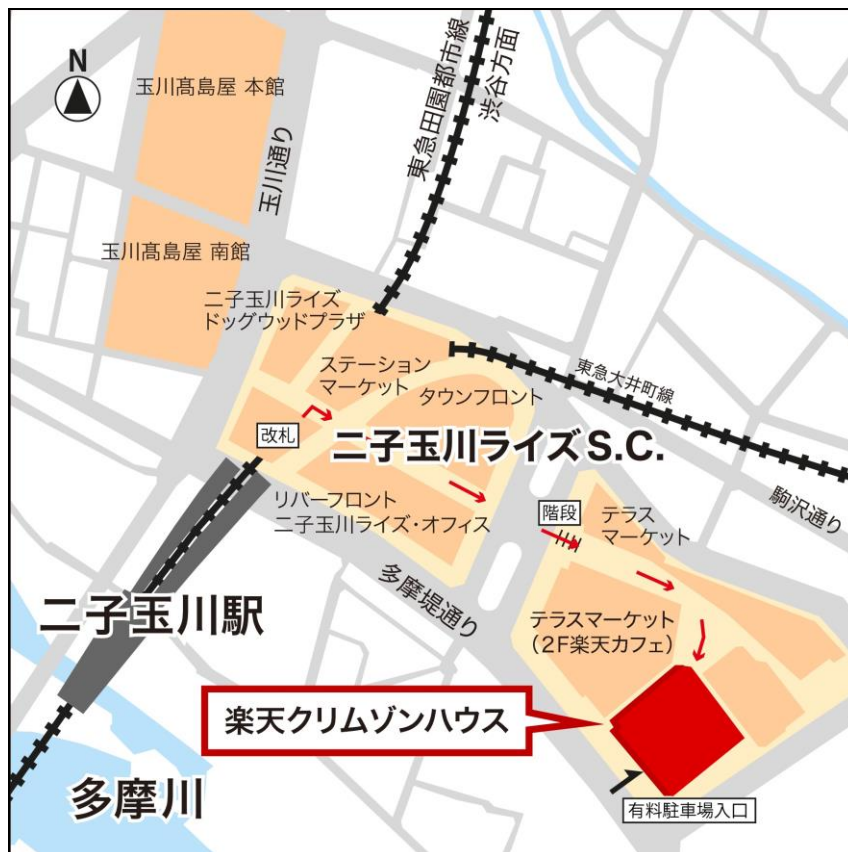 N
玉川髙島屋 本館
玉川通り
東急田園都市線
渋谷方面
玉川髙島屋 南館
二子玉川ライズ
ドッグウッドプラザ
ステーション
マーケット
タウンフロント
東急大井町線
改札
二子玉川ライズS.C.
駒沢通り
リバーフロント
二子玉川ライズ・オフィス
階段
テラス
マーケット
多摩堤通り
二子玉川駅
テラスマーケット
(2F楽天カフェ)
楽天クリムゾンハウス
多摩川
有料駐車場入口